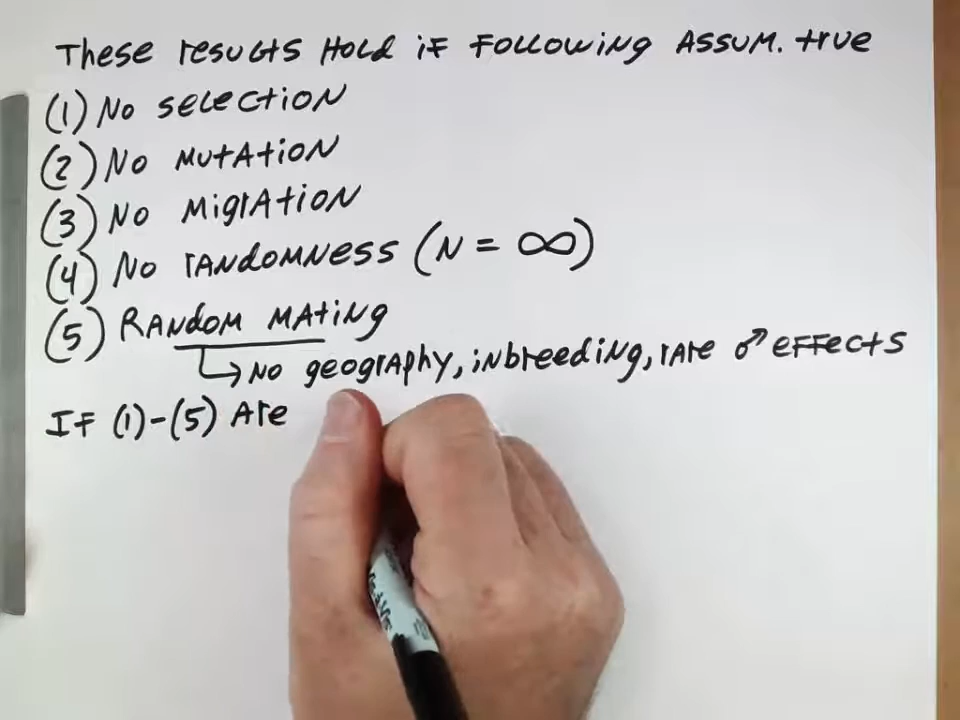 These results Hold if Following Assum. true
(1) No selection
(2) No mutation
(3) No migration
(4) No randomness (N = ∞)
(5) Random mating
↳ No geography, inbreeding, rare ♂ effects
If (1)-(5) Are